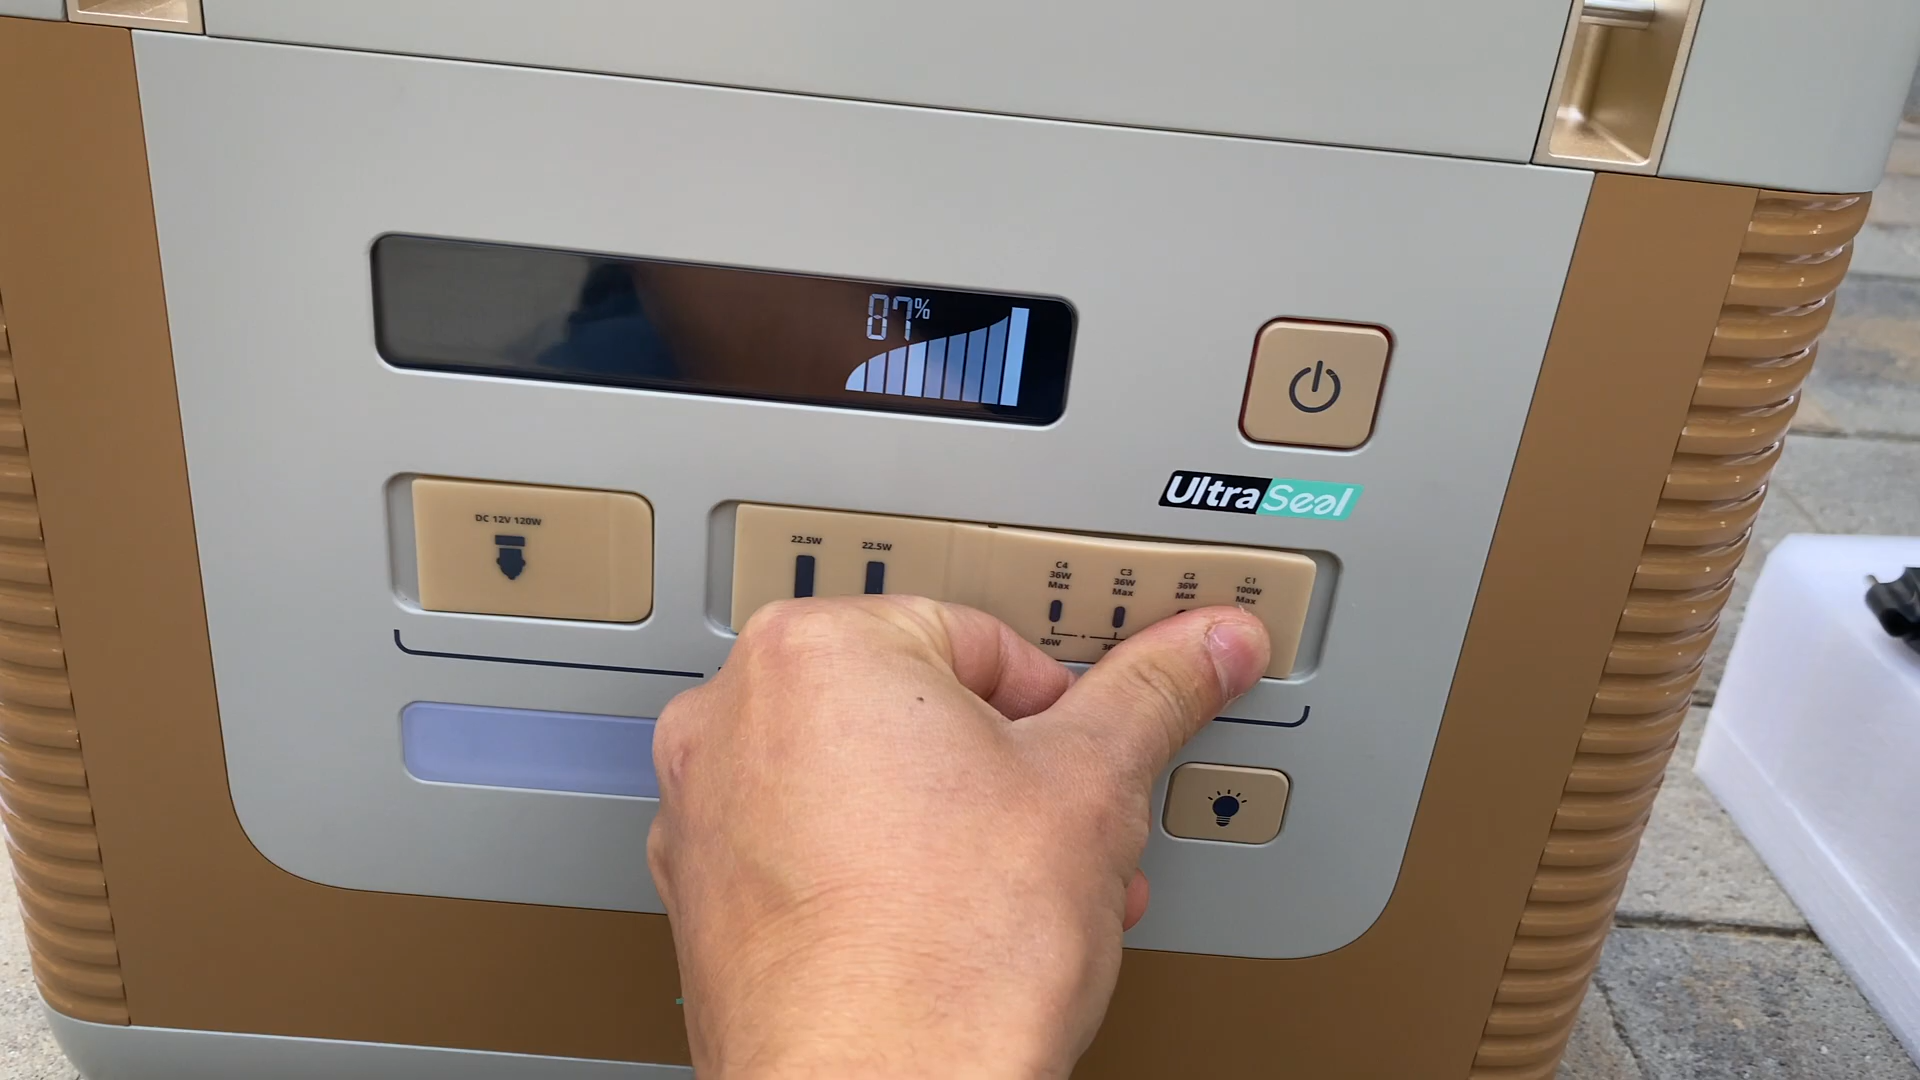 87%
UltraSeal
DC 12V 120W
22.5W
22.5W
C4
36W
Max
C3
36W
Max
C2
36W
Max
C1
100W
Max
36W